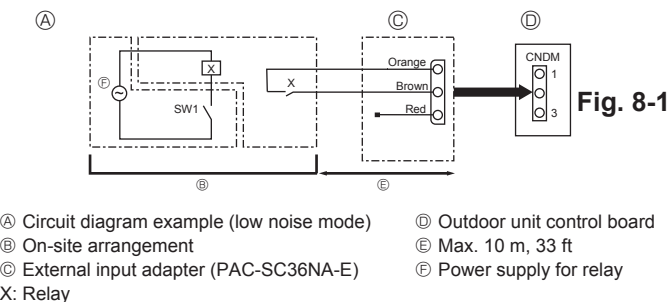 Ⓐ Ⓒ Ⓓ
Orange
Brown
Red
X
X
SW1
Ⓕ
~
CNDM
1
3
Fig. 8-1
Ⓑ Ⓔ
Ⓐ Circuit diagram example (low noise mode)
Ⓑ On-site arrangement
Ⓒ External input adapter (PAC-SC36NA-E)
X: Relay
Ⓓ Outdoor unit control board
Ⓔ Max. 10 m, 33 ft
Ⓕ Power supply for relay